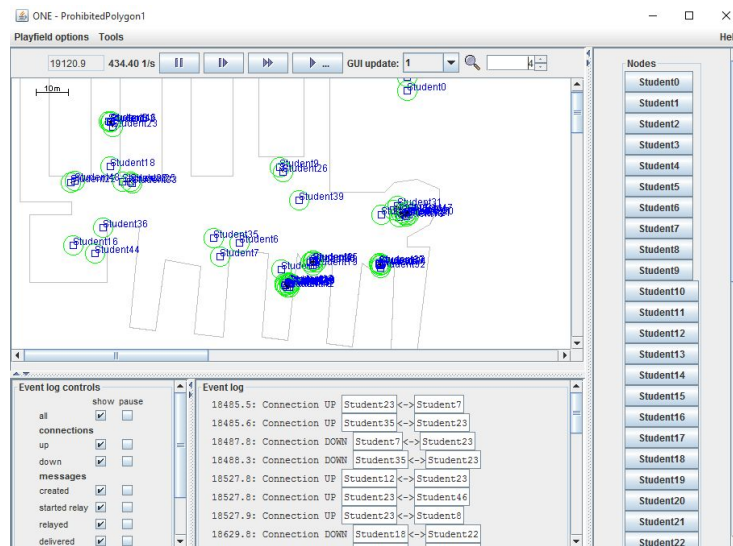 ONE - ProhibitedPolygon1
Playfield options Tools
19120.9 434.40 1/s ... GUI update: 1 4
10m
Student0
Student23
Student18
Student9
Student26
Student39
Student31
Student36
Student16
Student44
Student35
Student6
Student7
Event log controls
show pause
all
connections
up
down
messages
created
started relay
relayed
delivered
Event log
18485.5: Connection UP Student23<->Student7
18485.6: Connection UP Student35<->Student23
18487.8: Connection DOWN Student7<->Student23
18488.3: Connection DOWN Student35<->Student23
18527.8: Connection UP Student12<->Student23
18527.8: Connection UP Student23<->Student46
18527.9: Connection UP Student23<->Student8
18629.8: Connection DOWN Student18<->Student22
Nodes
Student0
Student1
Student2
Student3
Student4
Student5
Student6
Student7
Student8
Student9
Student10
Student11
Student12
Student13
Student14
Student15
Student16
Student17
Student18
Student19
Student20
Student21
Student22